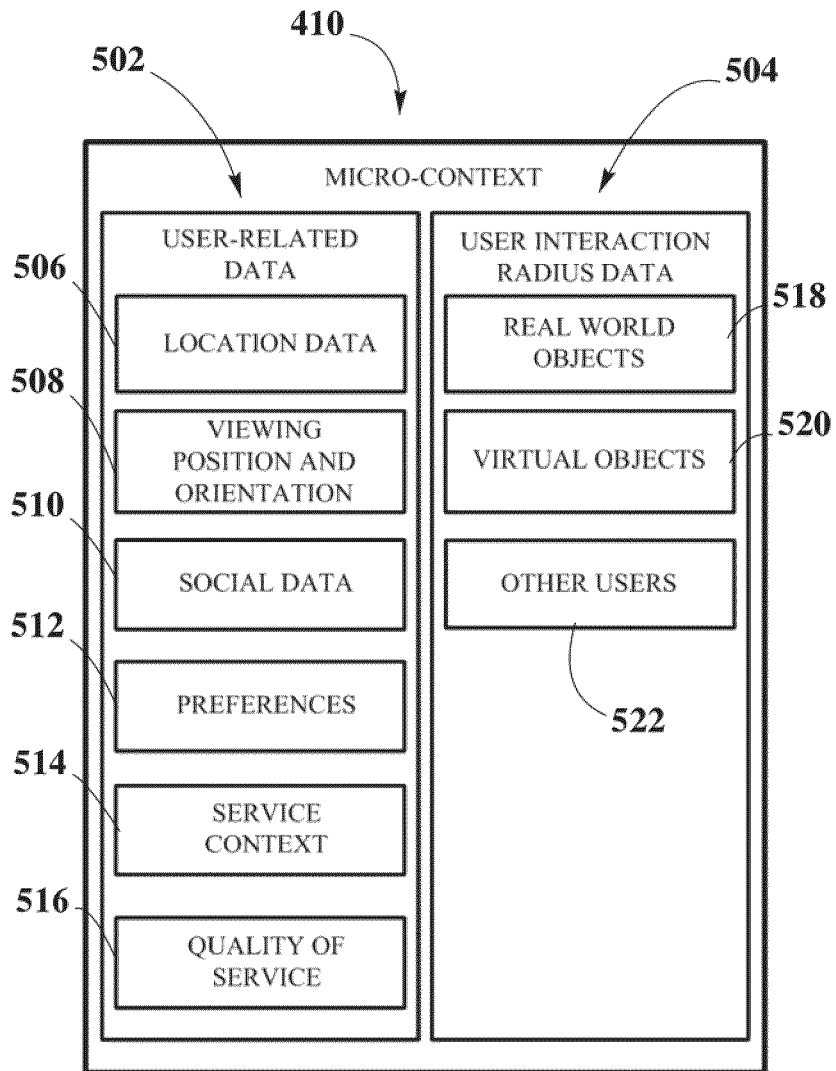 410
502
504
MICRO-CONTEXT
USER-RELATED
DATA
USER INTERACTION
RADIUS DATA
506
LOCATION DATA
REAL WORLD
OBJECTS
518
508
VIEWING
POSITION AND
ORIENTATION
VIRTUAL OBJECTS
520
510
SOCIAL DATA
OTHER USERS
512
PREFERENCES
522
514
SERVICE
CONTEXT
516
QUALITY OF
SERVICE